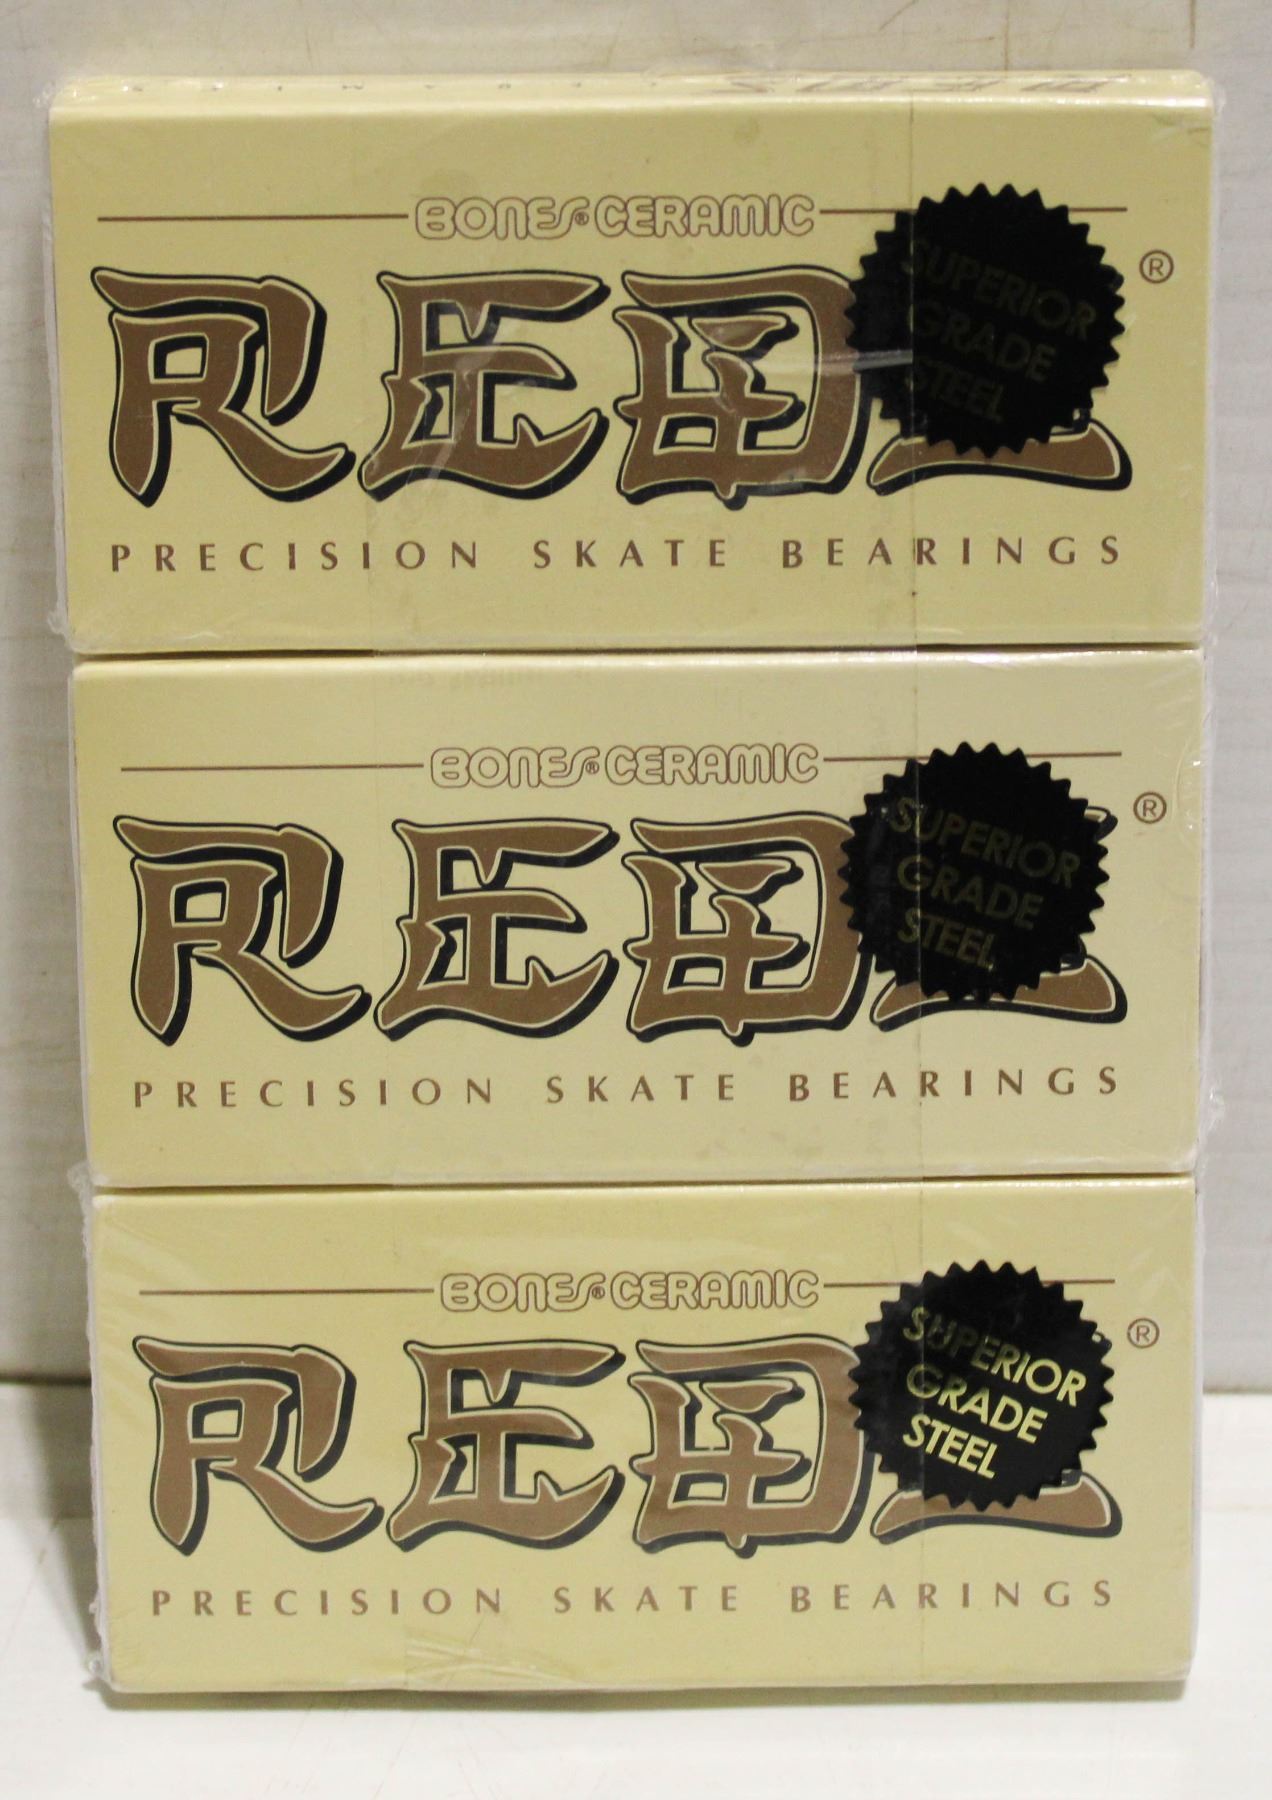 BONES® CERAMIC
REDS®
SUPERIOR
GRADE
STEEL
PRECISION SKATE BEARINGS
BONES® CERAMIC
REDS®
SUPERIOR
GRADE
STEEL
PRECISION SKATE BEARINGS
BONES® CERAMIC
REDS®
SUPERIOR
GRADE
STEEL
PRECISION SKATE BEARINGS